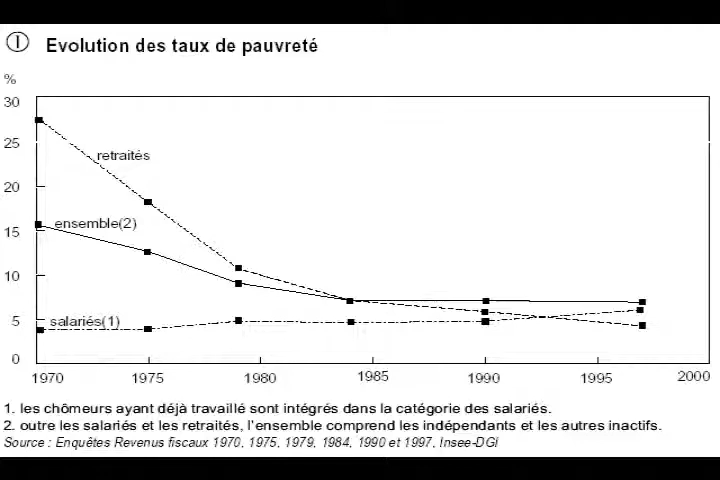 ① Evolution des taux de pauvreté
%
30
25
20
15
10
5
0
retraités
ensemble(2)
salariés(1)
1970 1975 1980 1985 1990 1995 2000
1. les chômeurs ayant déjà travaillé sont intégrés dans la catégorie des salariés.
2. outre les salariés et les retraités, l'ensemble comprend les indépendants et les autres inactifs.
Source : Enquêtes Revenus fiscaux 1970, 1975, 1979, 1984, 1990 et 1997, Insee-DGI